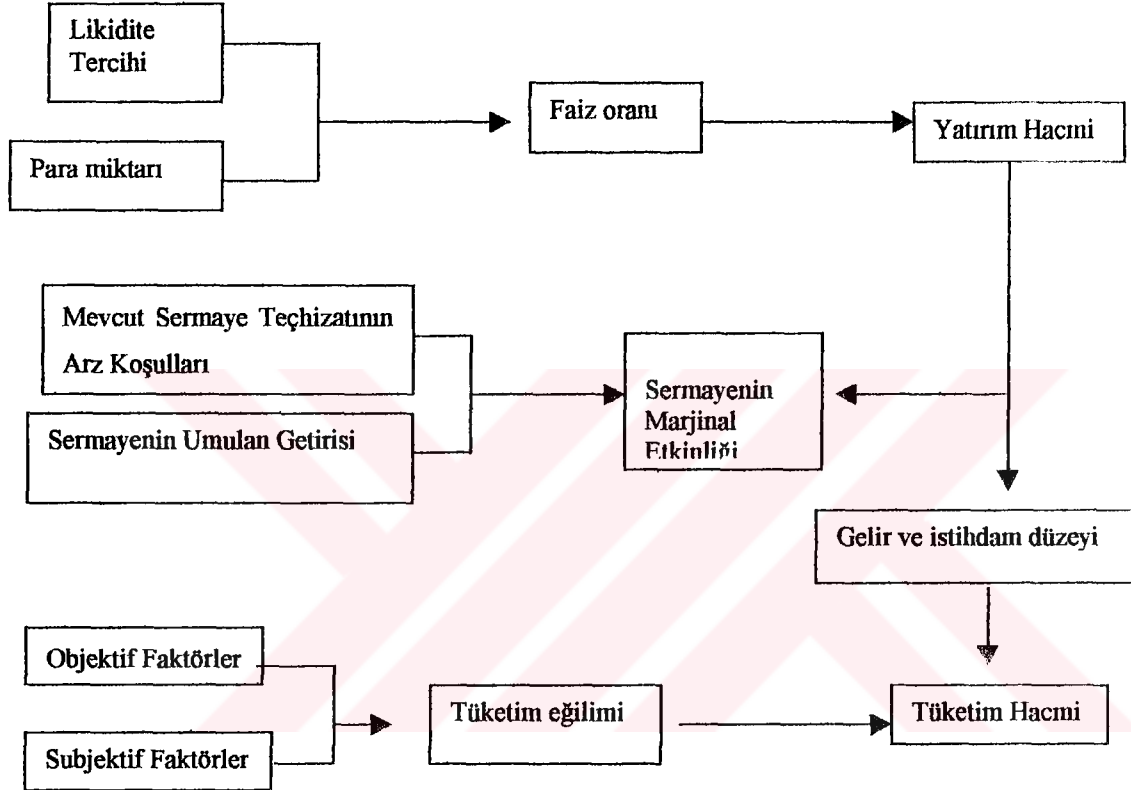 Likidite
Tercihi
Faiz oranı
Yatırım Hacmi
Para miktarı
Mevcut Sermaye Teçhizatının
Arz Koşulları
Sermayenin
Marjinal
Etkinliği
Sermayenin Umulan Getirisi
Gelir ve istihdam düzeyi
Objektif Faktörler
Tüketim eğilimi
Tüketim Hacmi
Subjektif Faktörler